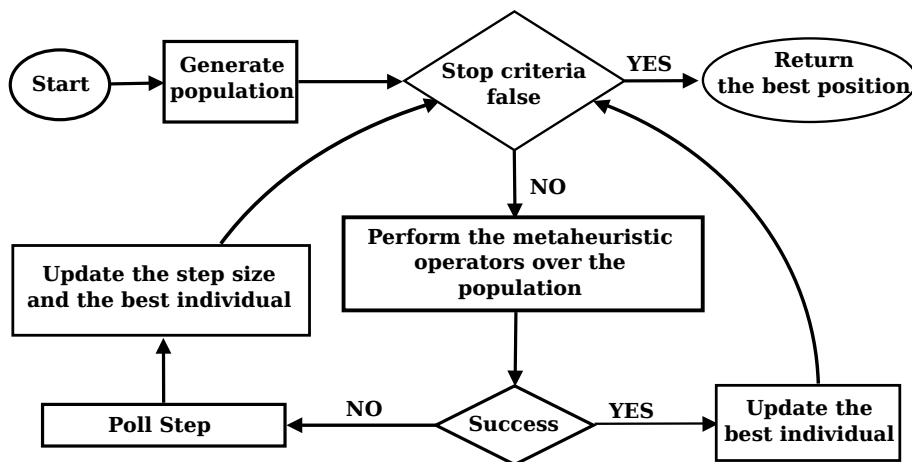 Start
Generate
population
Stop criteria
false
YES
Return
the best position
NO
Perform the metaheuristic
operators over the
population
Update the step size
and the best individual
Poll Step
NO
Success
YES
Update the
best individual